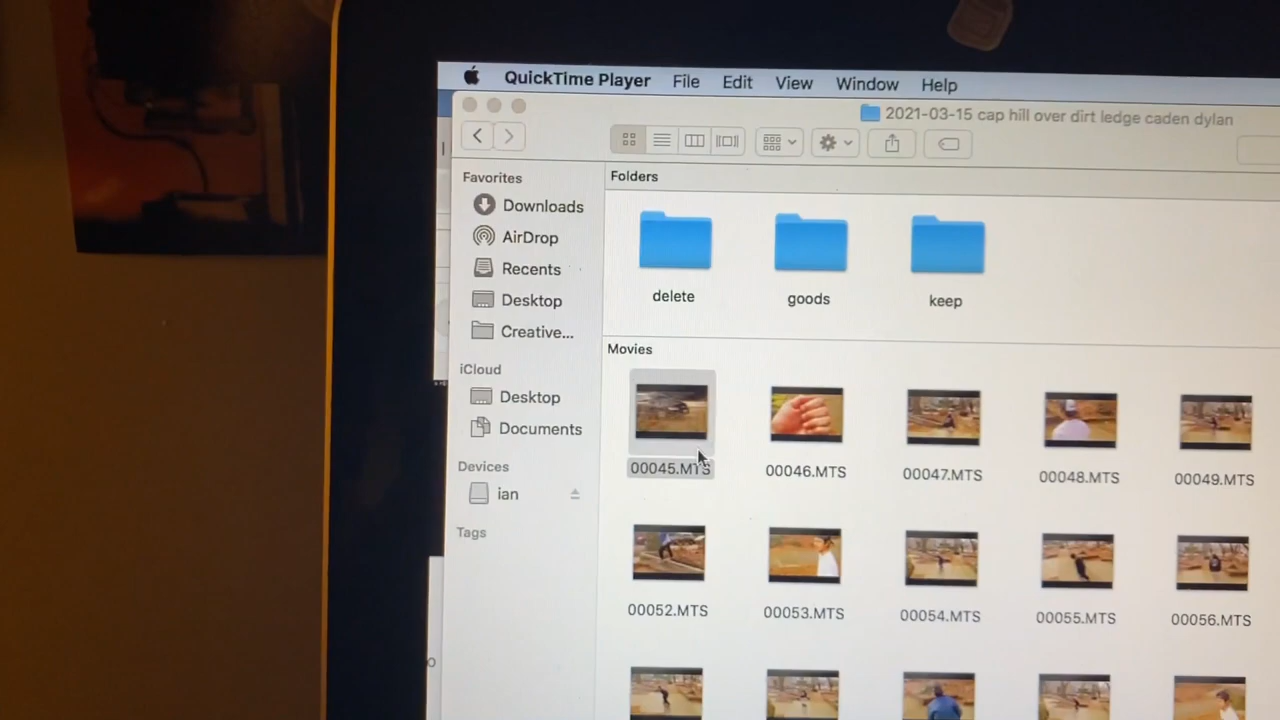 QuickTime Player File Edit View Window Help
2021-03-15 cap hill over dirt ledge caden dylan
Favorites
Downloads
AirDrop
Recents
Desktop
Creative...
iCloud
Desktop
Documents
Devices
ian
Tags
Folders
delete goods keep
Movies
00045.MTS 00046.MTS 00047.MTS 00048.MTS 00049.MTS
00052.MTS 00053.MTS 00054.MTS 00055.MTS 00056.MTS